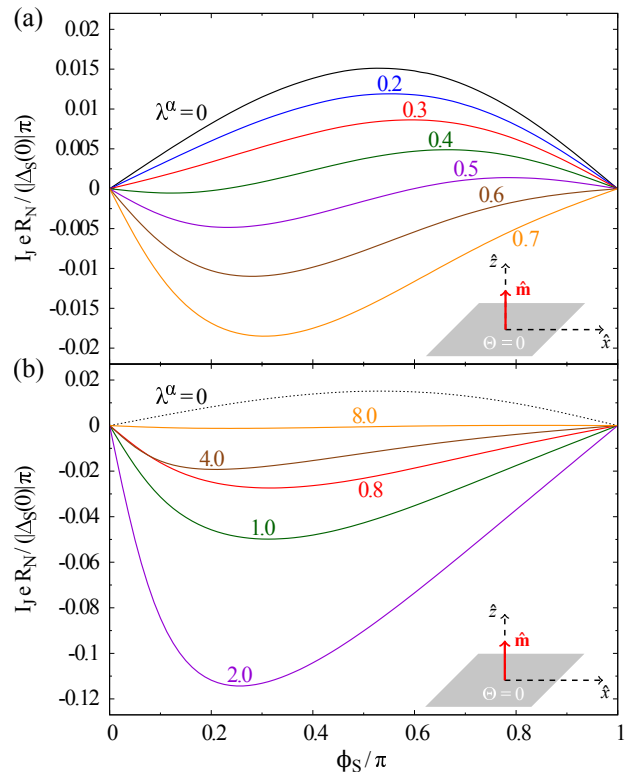 (a)
0.02
0.015
0.01
0.005
0
-0.005
-0.01
-0.015
-0.02
I_J e R_N / (|Δ_S(0)|π)
λ^α = 0
0.2
0.3
0.4
0.5
0.6
0.7
ẑ
m̂
Θ = 0
x̂
(b)
0.02
0
-0.02
-0.04
-0.06
-0.08
-0.1
-0.12
I_J e R_N / (|Δ_S(0)|π)
λ^α = 0
8.0
4.0
0.8
1.0
2.0
ẑ
m̂
Θ = 0
x̂
0 0.2 0.4 0.6 0.8 1
ϕ_S / π